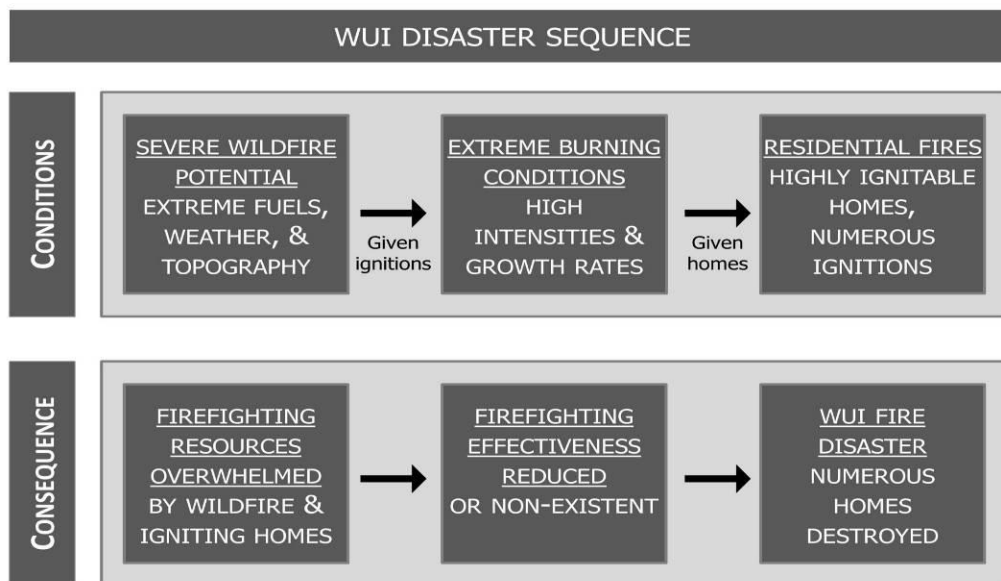 WUI DISASTER SEQUENCE
CONDITIONS
SEVERE WILDFIRE
POTENTIAL
EXTREME FUELS,
WEATHER, &
TOPOGRAPHY
Given
ignitions
EXTREME BURNING
CONDITIONS
HIGH
INTENSITIES &
GROWTH RATES
Given
homes
RESIDENTIAL FIRES
HIGHLY IGNITABLE
HOMES,
NUMEROUS
IGNITIONS
CONSEQUENCE
FIREFIGHTING
RESOURCES
OVERWHELMED
BY WILDFIRE &
IGNITING HOMES
FIREFIGHTING
EFFECTIVENESS
REDUCED
OR NON-EXISTENT
WUI FIRE
DISASTER
NUMEROUS
HOMES
DESTROYED